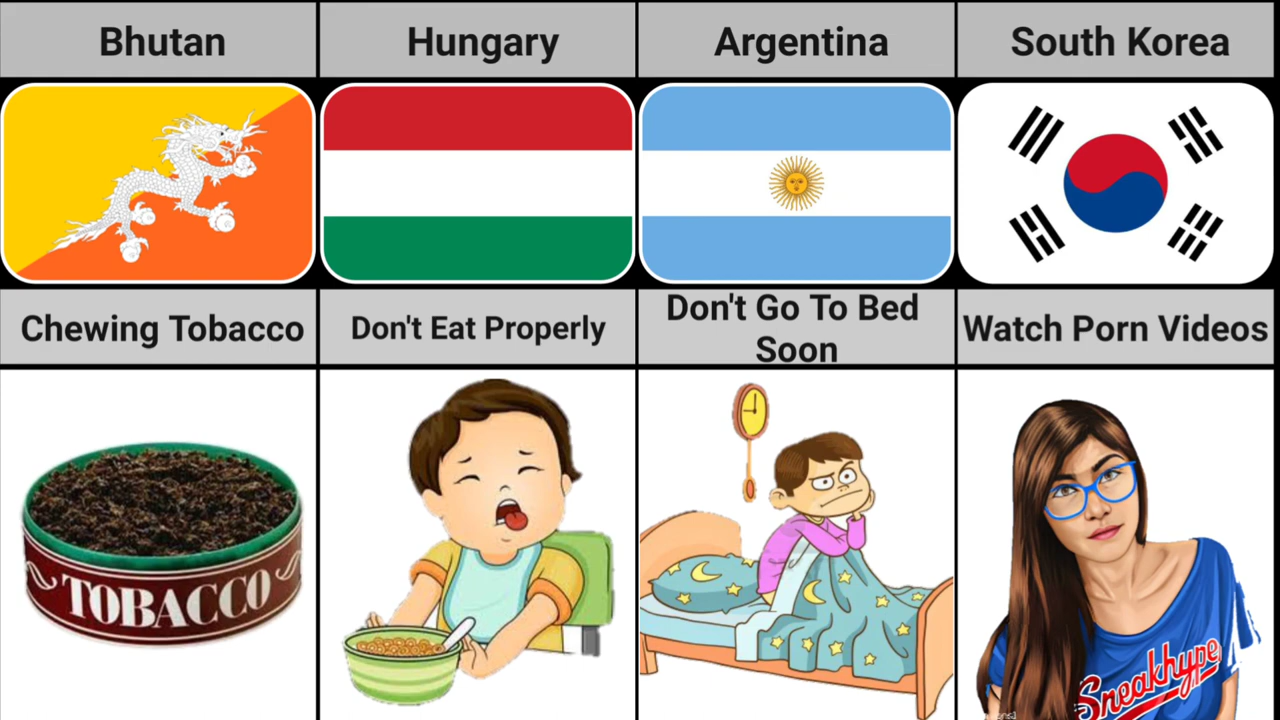 Bhutan
Hungary
Argentina
South Korea
Chewing Tobacco
Don't Eat Properly
Don't Go To Bed
Soon
Watch Porn Videos
TOBACCO
Sneakhype